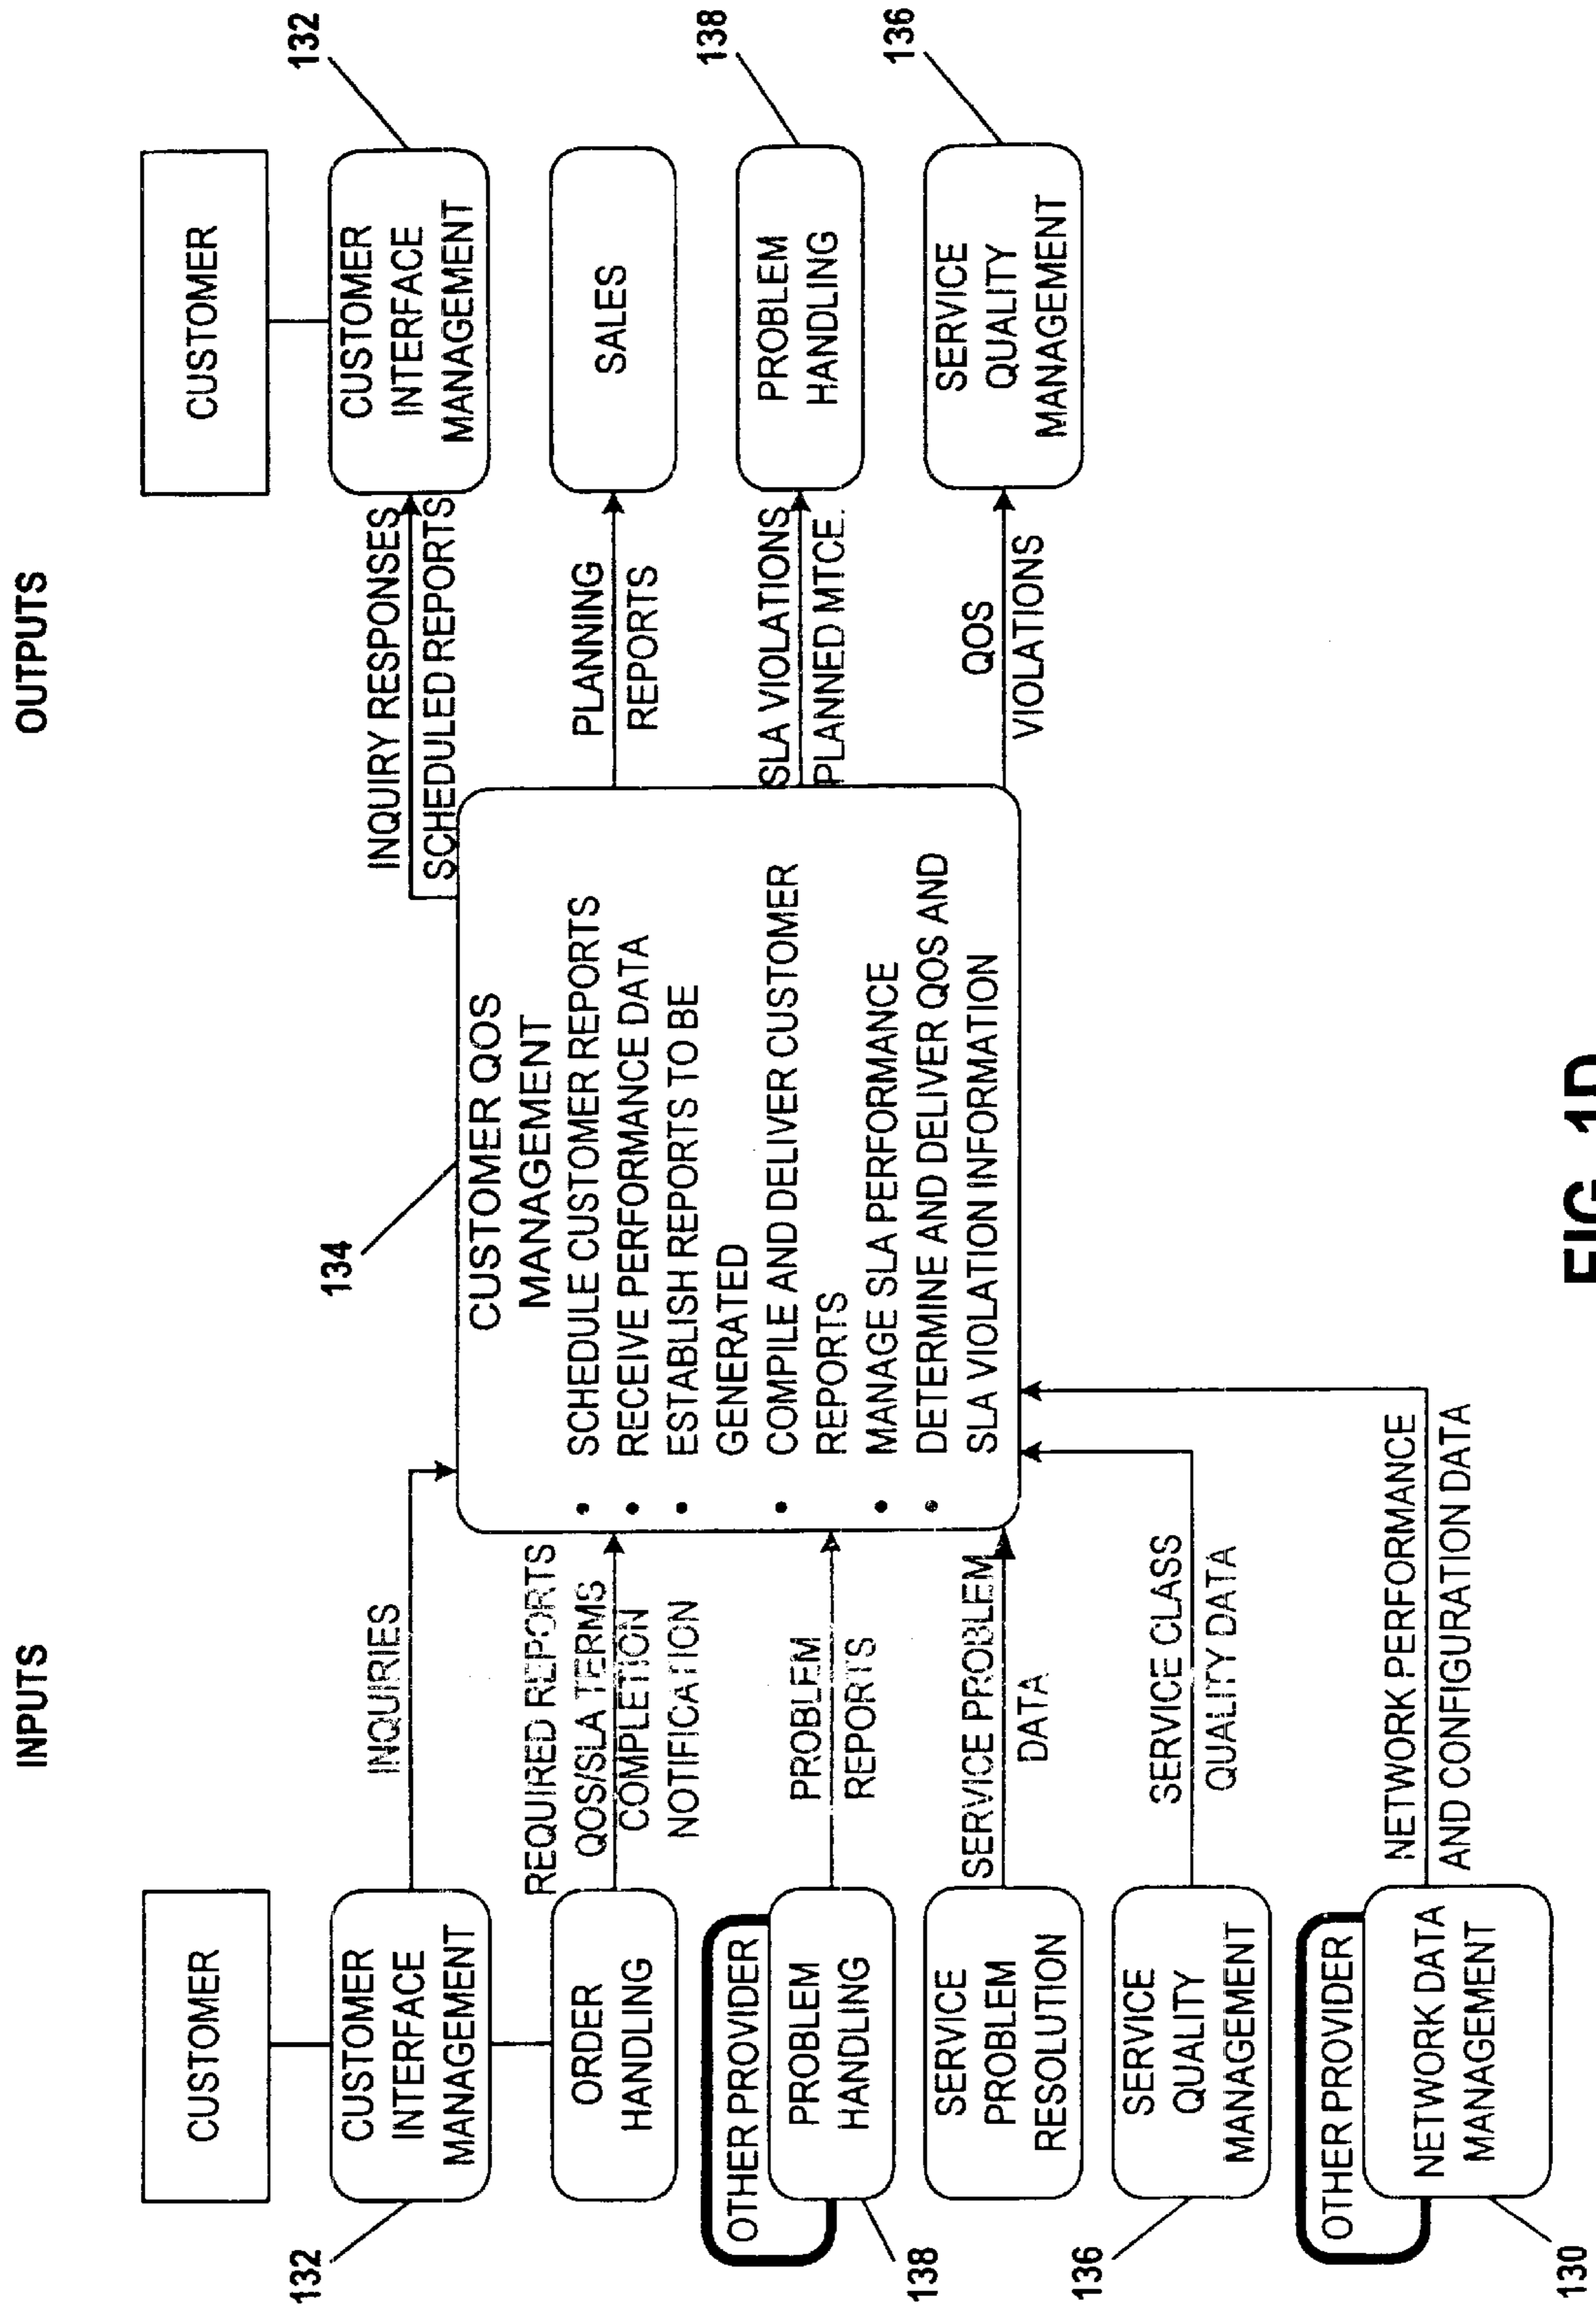 INPUTS
OUTPUTS
CUSTOMER
CUSTOMER
INTERFACE
MANAGEMENT
132
ORDER
HANDLING
OTHER PROVIDER
PROBLEM
HANDLING
138
SERVICE
PROBLEM
RESOLUTION
SERVICE
QUALITY
MANAGEMENT
136
OTHER PROVIDER
NETWORK DATA
MANAGEMENT
130
INQUIRIES
REQUIRED REPORTS
QOS/SLA TERMS
COMPLETION
NOTIFICATION
PROBLEM
REPORTS
SERVICE PROBLEM
DATA
SERVICE CLASS
QUALITY DATA
NETWORK PERFORMANCE
AND CONFIGURATION DATA
134
CUSTOMER QOS
MANAGEMENT
• SCHEDULE CUSTOMER REPORTS
• RECEIVE PERFORMANCE DATA
• ESTABLISH REPORTS TO BE
GENERATED
• COMPILE AND DELIVER CUSTOMER
REPORTS
• MANAGE SLA PERFORMANCE
• DETERMINE AND DELIVER QOS AND
SLA VIOLATION INFORMATION
INQUIRY RESPONSES
SCHEDULED REPORTS
PLANNING
REPORTS
SLA VIOLATIONS
PLANNED MTCE.
QOS
VIOLATIONS
CUSTOMER
CUSTOMER
INTERFACE
MANAGEMENT
132
SALES
PROBLEM
HANDLING
138
SERVICE
QUALITY
MANAGEMENT
136
FIG 1D